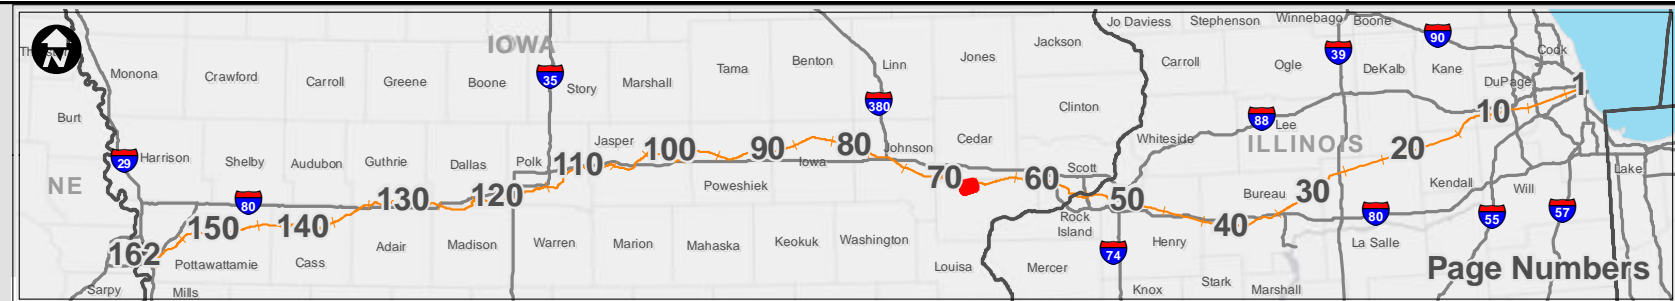 Jo Daviess Stephenson Winnebago Boone
IOWA
Jackson
Cook
N
Monona Crawford Carroll Greene Boone Story Marshall Tama Benton Linn Jones Carroll Ogle DeKalb Kane DuPage
35
39
90
380
Burt
Clinton
88
Lee
10
1
Harrison Shelby Audubon Guthrie Dallas Polk Jasper Iowa Johnson Cedar Scott Whiteside
29
110 100 90 80
ILLINOIS
20
NE
80
Poweshiek
70 60
Rock
Island
50
Bureau
30
Kendall
Will
Lake
162 150 140 130 120
40
80
55
57
Pottawattamie Cass Adair Madison Warren Marion Mahaska Keokuk Washington Louisa Mercer Henry La Salle
74
Sarpy Mills
Knox Stark Marshall
Page Numbers